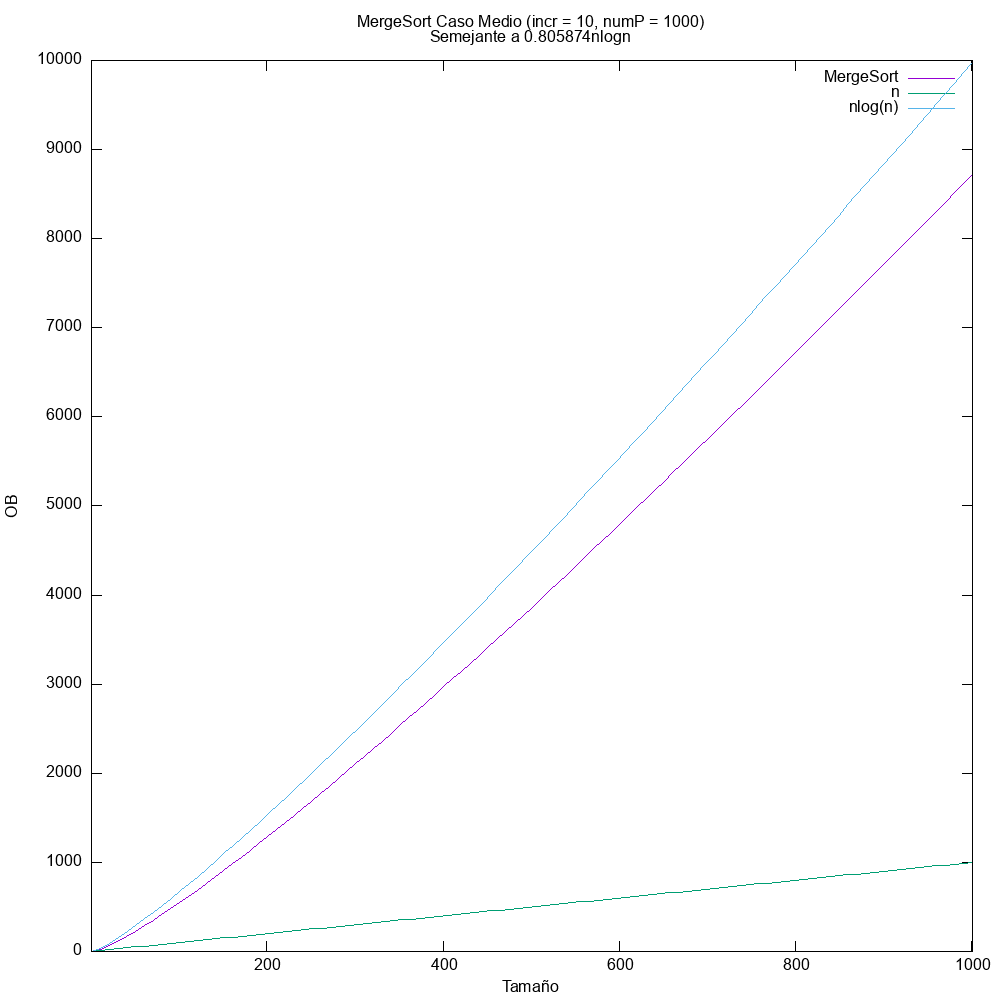 MergeSort Caso Medio (incr = 10, numP = 1000)
Semejante a 0.805874nlogn
10000
9000
8000
7000
6000
5000
4000
3000
2000
1000
0
MergeSort
n
nlog(n)
OB
200
400
600
800
1000
Tamaño